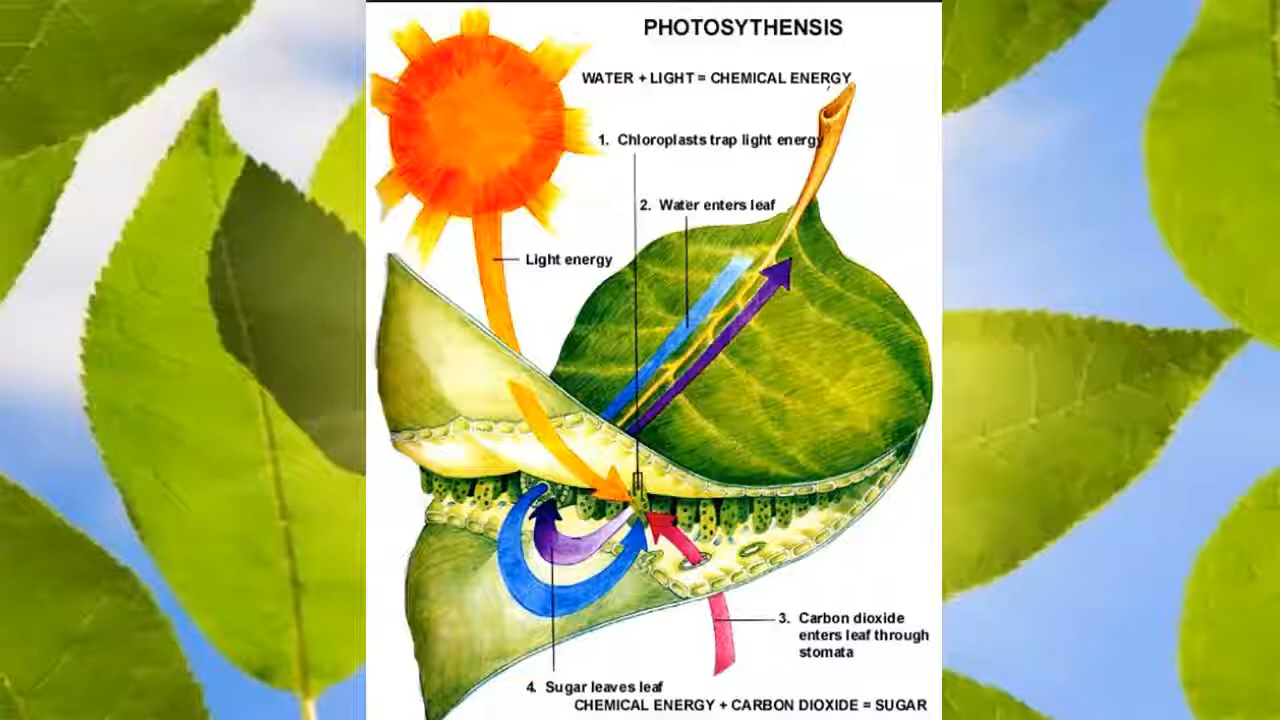 PHOTOSYTHENSIS
WATER + LIGHT = CHEMICAL ENERGY
1. Chloroplasts trap light energy
2. Water enters leaf
Light energy
3. Carbon dioxide
enters leaf through
stomata
4. Sugar leaves leaf
CHEMICAL ENERGY + CARBON DIOXIDE = SUGAR